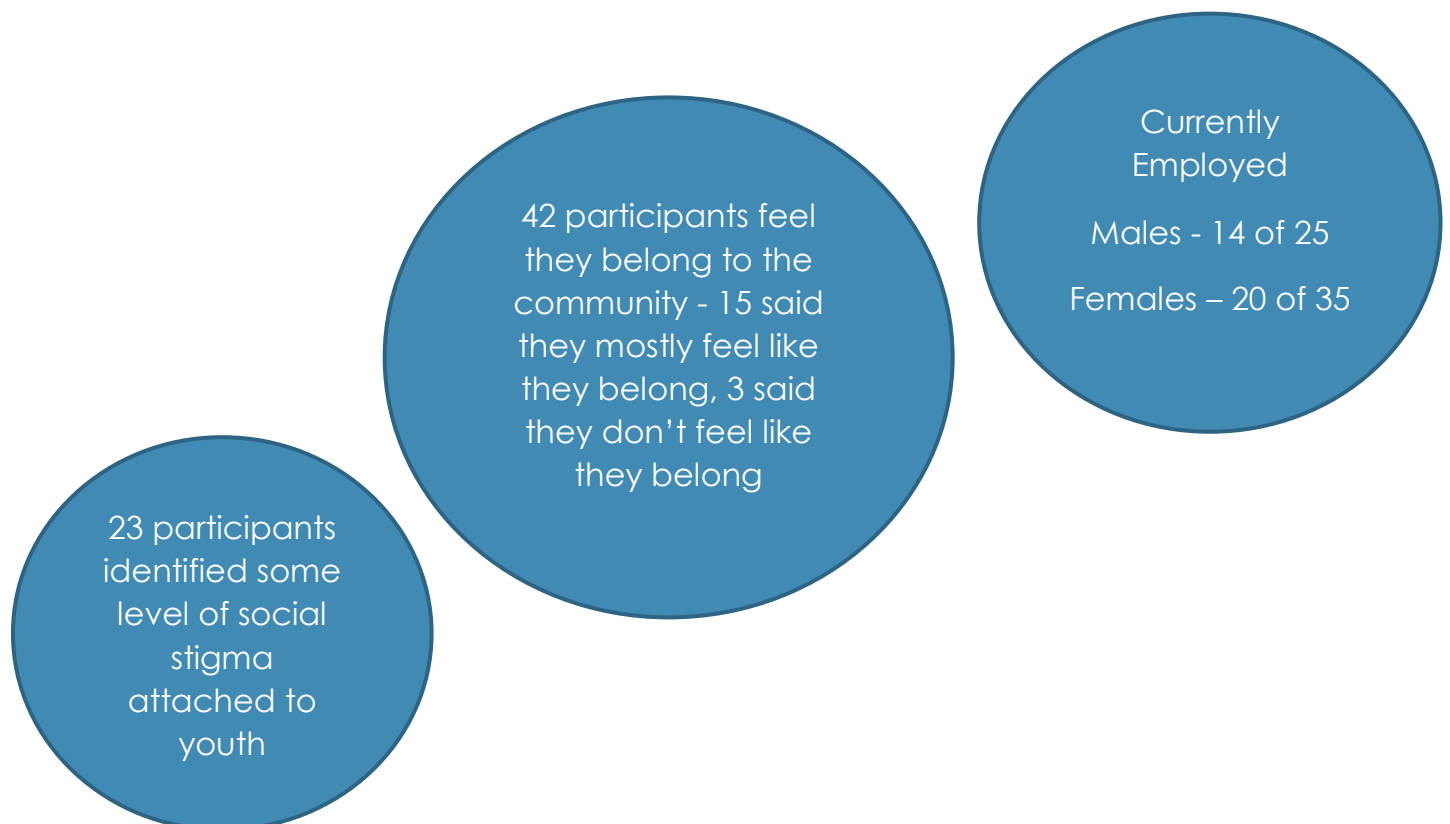 Currently
Employed
Males - 14 of 25
Females – 20 of 35
42 participants feel
they belong to the
community - 15 said
they mostly feel like
they belong, 3 said
they don’t feel like
they belong
23 participants
identified some
level of social
stigma
attached to
youth